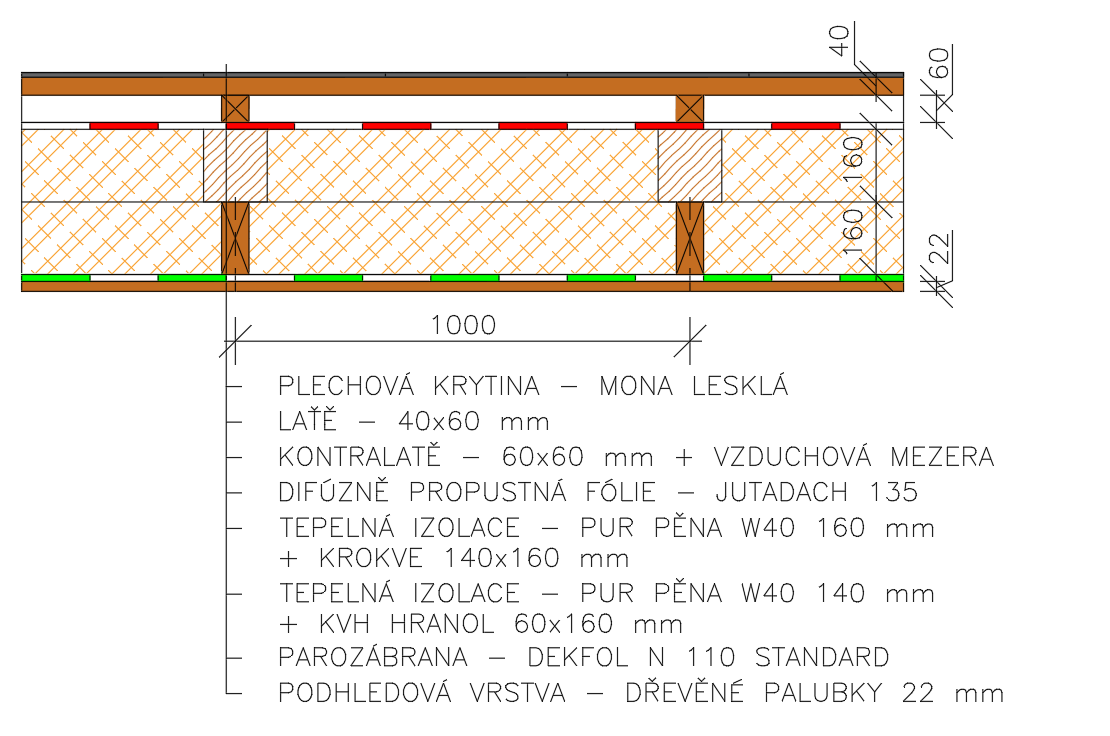 40
60
160
160
22
1000
PLECHOVÁ KRYTINA – MONA LESKLÁ
LAŤĚ – 40x60 mm
KONTRALATĚ – 60x60 mm + VZDUCHOVÁ MEZERA
DIFÚZNĚ PROPUSTNÁ FÓLIE – JUTADACH 135
TEPELNÁ IZOLACE – PUR PĚNA W40 160 mm
+ KROKVE 140x160 mm
TEPELNÁ IZOLACE – PUR PĚNA W40 140 mm
+ KVH HRANOL 60x160 mm
PAROZÁBRANA – DEKFOL N 110 STANDARD
PODHLEDOVÁ VRSTVA – DŘEVĚNÉ PALUBKY 22 mm